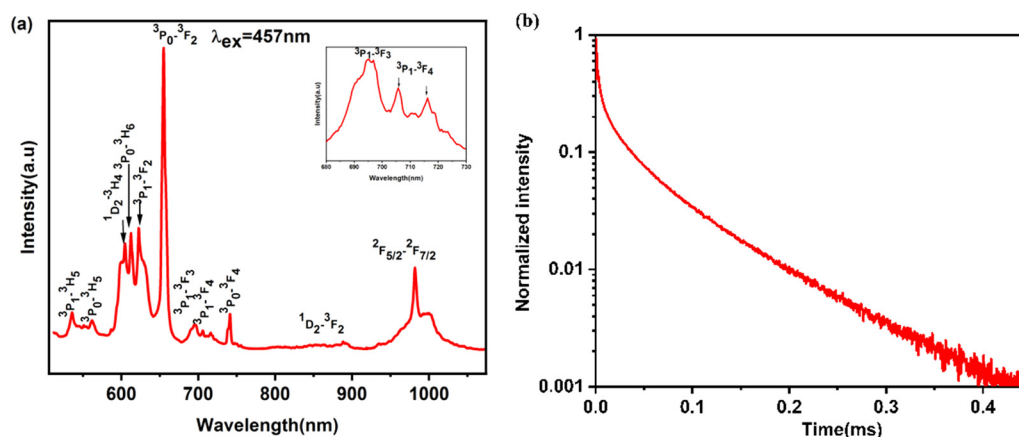 (a)
³P₀-³F₂ λex=457nm
³P₁-³F₃
³P₁-³F₄
Intensity(a.u)
680 690 700 710 720 730
Wavelength(nm)
¹D₂-³H₄
³P₀-³H₆
³P₁-³F₂
³P₁-³H₅
³P₀-³H₅
³P₁-³F₃
³P₁-³F₄
³P₀-³F₄
¹D₂-³F₂
²F₅/₂-²F₇/₂
Intensity(a.u)
600 700 800 900 1000
Wavelength(nm)
(b)
1
0.1
0.01
0.001
Normalized intensity
0.0 0.1 0.2 0.3 0.4
Time(ms)